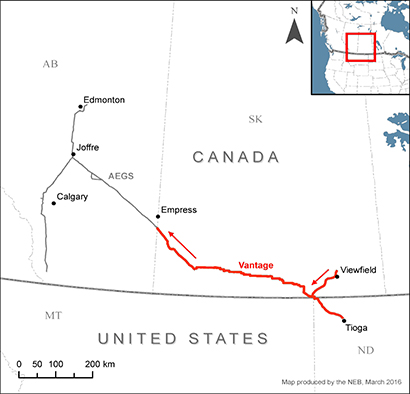 N
AB
Edmonton
SK
Joffre
CANADA
AEGS
Calgary
Empress
Vantage
Viewfield
MT
Tioga
UNITED STATES
ND
0 50 100 200 km
Map produced by the NEB, March 2016